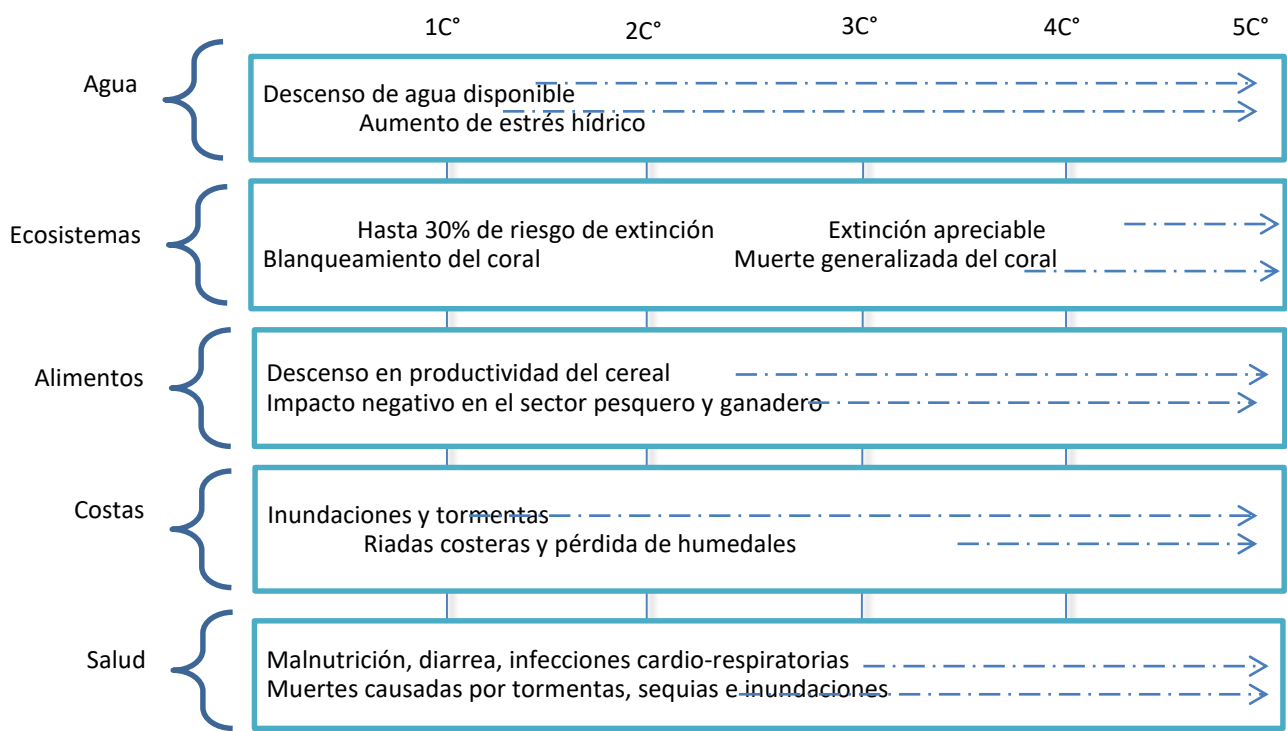 1C° 2C° 3C° 4C° 5C°
Agua
Descenso de agua disponible
Aumento de estrés hídrico
Ecosistemas
Hasta 30% de riesgo de extinción Extinción apreciable
Blanqueamiento del coral Muerte generalizada del coral
Alimentos
Descenso en productividad del cereal
Impacto negativo en el sector pesquero y ganadero
Costas
Inundaciones y tormentas
Riadas costeras y pérdida de humedales
Salud
Malnutrición, diarrea, infecciones cardio-respiratorias
Muertes causadas por tormentas, sequias e inundaciones